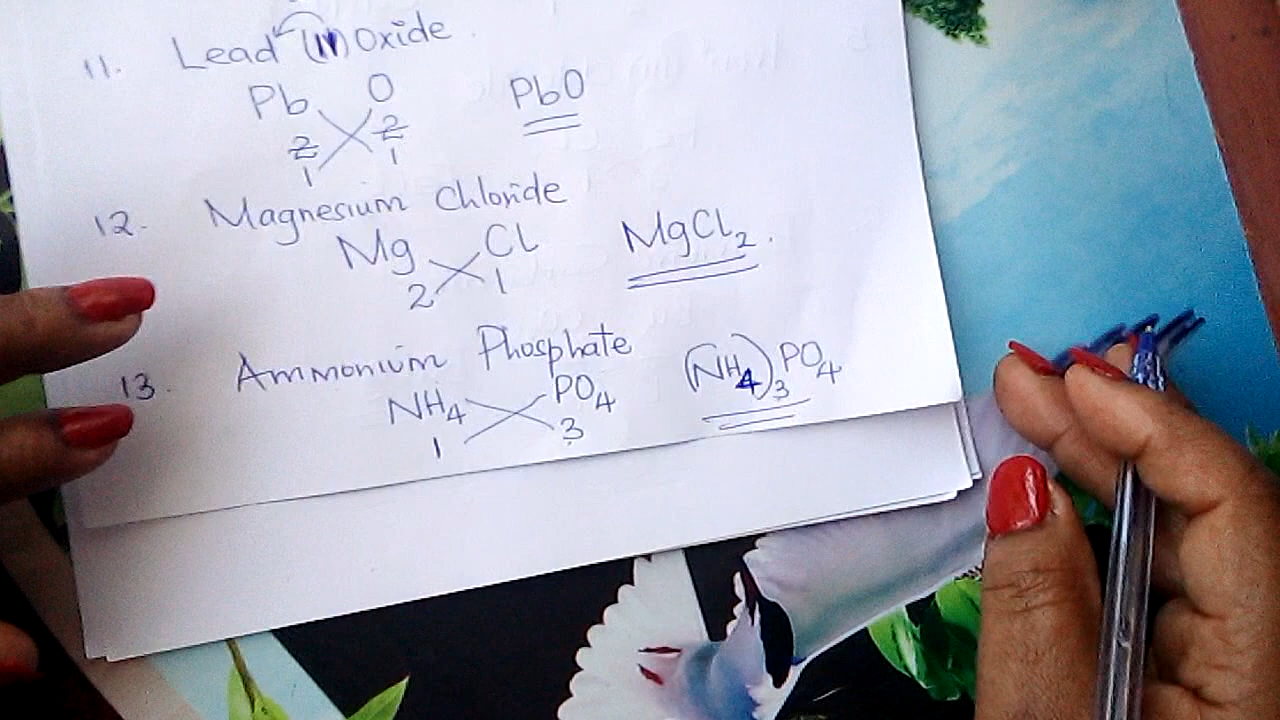 11. Lead (II) Oxide.
Pb O PbO
2 2
1 1
12. Magnesium Chloride
Mg Cl MgCl₂.
2 1
13. Ammonium Phosphate
NH₄ PO₄ (NH₄)₃PO₄
1 3